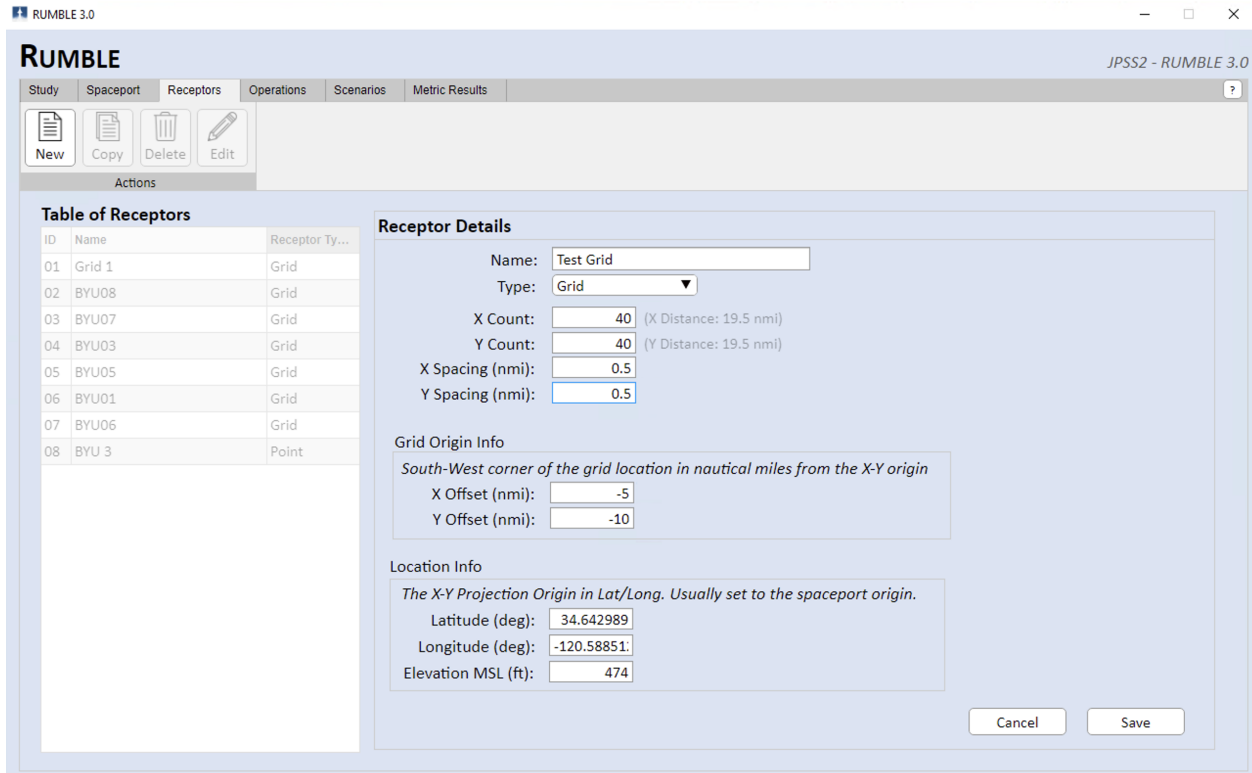 RUMBLE 3.0
RUMBLE
JPSS2 - RUMBLE 3.0
Study Spaceport Receptors Operations Scenarios Metric Results ?
New Copy Delete Edit
Actions
Table of Receptors
ID Name Receptor Ty...
01 Grid 1 Grid
02 BYU08 Grid
03 BYU07 Grid
04 BYU03 Grid
05 BYU05 Grid
06 BYU01 Grid
07 BYU06 Grid
08 BYU 3 Point
Receptor Details
Name: Test Grid
Type: Grid
X Count: 40 (X Distance: 19.5 nmi)
Y Count: 40 (Y Distance: 19.5 nmi)
X Spacing (nmi): 0.5
Y Spacing (nmi): 0.5
Grid Origin Info
South-West corner of the grid location in nautical miles from the X-Y origin
X Offset (nmi): -5
Y Offset (nmi): -10
Location Info
The X-Y Projection Origin in Lat/Long. Usually set to the spaceport origin.
Latitude (deg): 34.642989
Longitude (deg): -120.58851
Elevation MSL (ft): 474
Cancel Save